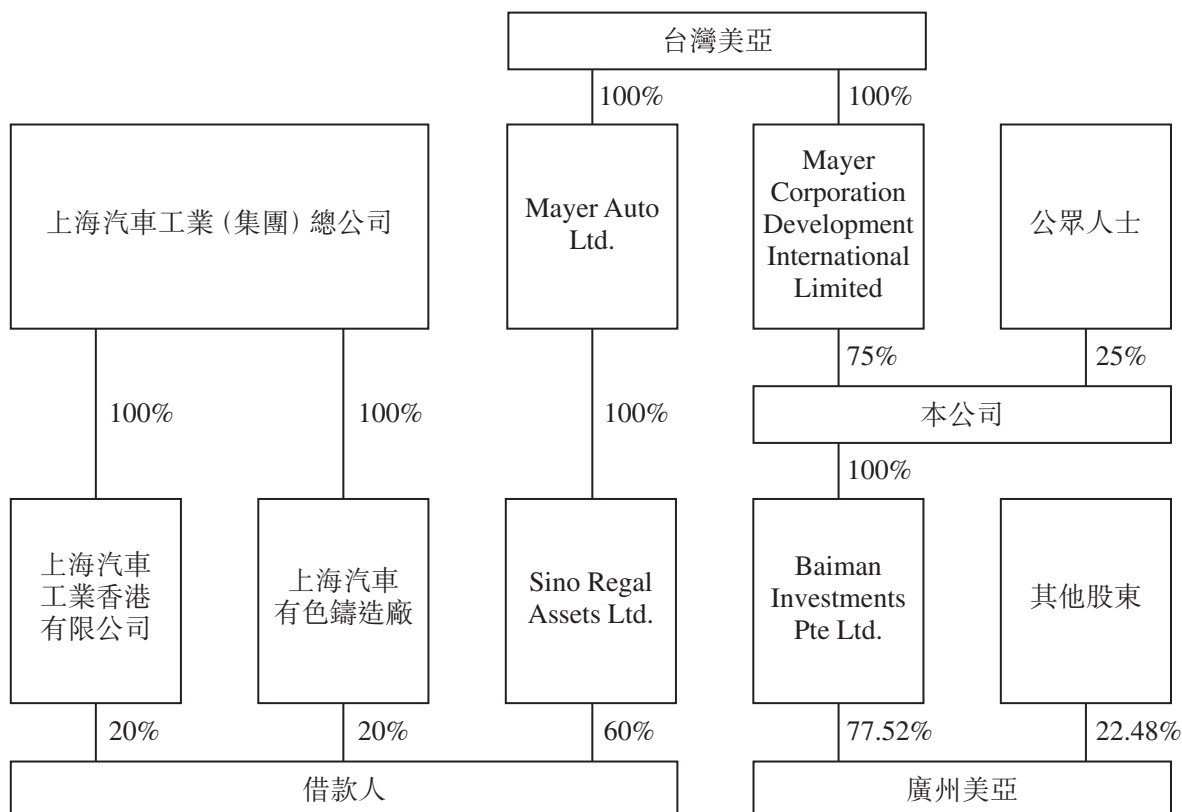 台灣美亞
100%
100%
上海汽車工業（集團）總公司
Mayer Auto
Ltd.
Mayer
Corporation
Development
International
Limited
公眾人士
100%
100%
100%
75%
25%
本公司
100%
上海汽車
工業香港
有限公司
上海汽車
有色鑄造廠
Sino Regal
Assets Ltd.
Baiman
Investments
Pte Ltd.
其他股東
20%
20%
60%
77.52%
22.48%
借款人
廣州美亞